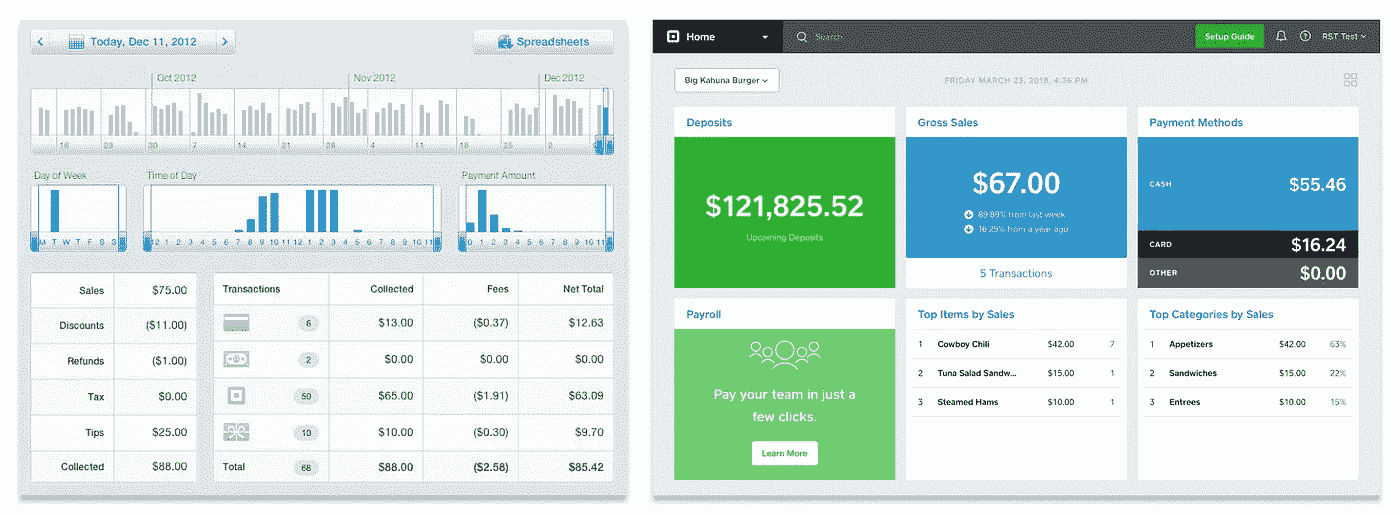 Today, Dec 11, 2012
Spreadsheets
Oct 2012 Nov 2012 Dec 2012
16 23 30 7 14 21 28 4 11 18 25 2
Day of Week Time of Day Payment Amount
M T W T F S S
12 1 2 3 4 5 6 7 8 9 10 11 12 1 2 3 4 5 6 7 8 9 10 11
0 1 2 3 4 5 6 7 8 9 10 11
Sales $75.00
Discounts ($11.00)
Refunds ($1.00)
Tax $0.00
Tips $25.00
Collected $88.00
Transactions Collected Fees Net Total
6 $13.00 ($0.37) $12.63
2 $0.00 $0.00 $0.00
50 $65.00 ($1.91) $63.09
10 $10.00 ($0.30) $9.70
Total 68 $88.00 ($2.58) $85.42
Home
Search
Setup Guide
RST Test
Big Kahuna Burger
FRIDAY MARCH 23, 2018, 4:36 PM
Deposits
$121,825.52
Upcoming Deposits
Gross Sales
$67.00
89.89% from last week
16.25% from a year ago
5 Transactions
Payment Methods
CASH $55.46
CARD $16.24
OTHER $0.00
Payroll
Pay your team in just a
few clicks.
Learn More
Top Items by Sales
1 Cowboy Chili $42.00 7
2 Tuna Salad Sandw... $15.00 1
3 Steamed Hams $10.00 1
Top Categories by Sales
1 Appetizers $42.00 63%
2 Sandwiches $15.00 22%
3 Entrees $10.00 15%